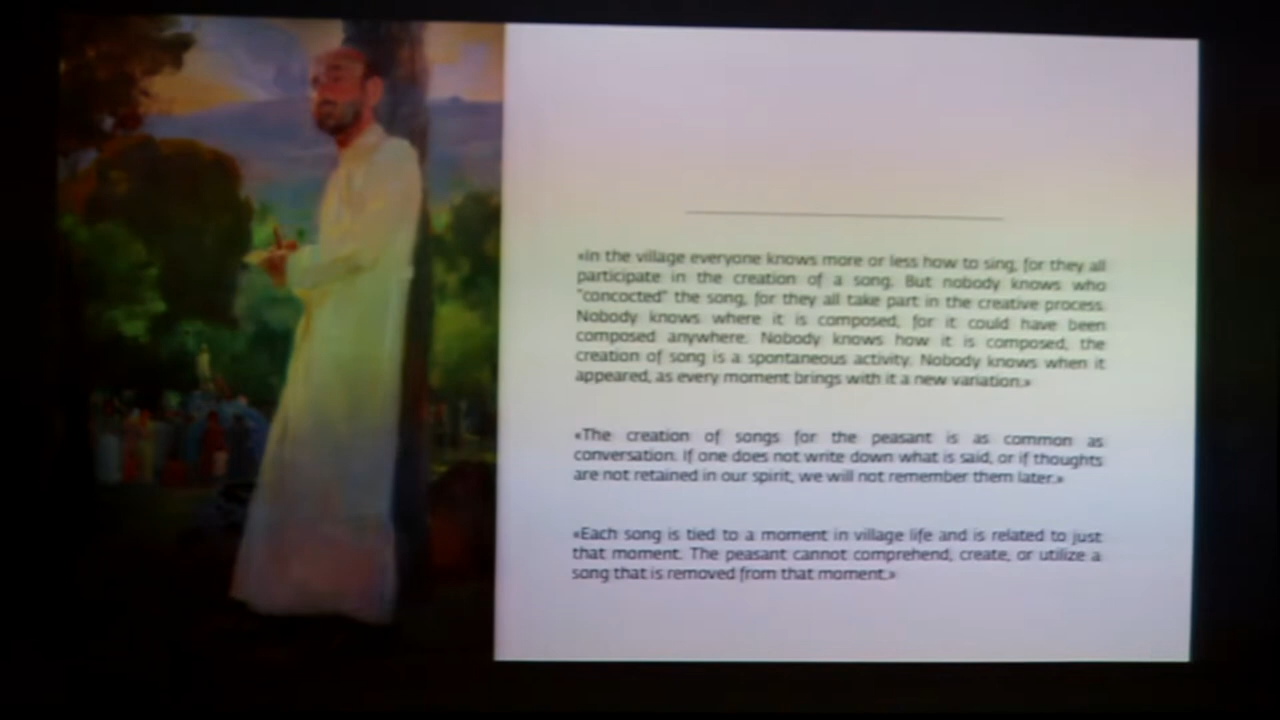 «In the village everyone knows more or less how to sing, for they all
participate in the creation of a song. But nobody knows who
"concocted" the song, for they all take part in the creative process.
Nobody knows where it is composed, for it could have been
composed anywhere. Nobody knows how it is composed, the
creation of song is a spontaneous activity. Nobody knows when it
appeared, as every moment brings with it a new variation.»
«The creation of songs for the peasant is as common as
conversation. If one does not write down what is said, or if thoughts
are not retained in our spirit, we will not remember them later.»
«Each song is tied to a moment in village life and is related to just
that moment. The peasant cannot comprehend, create, or utilize a
song that is removed from that moment.»